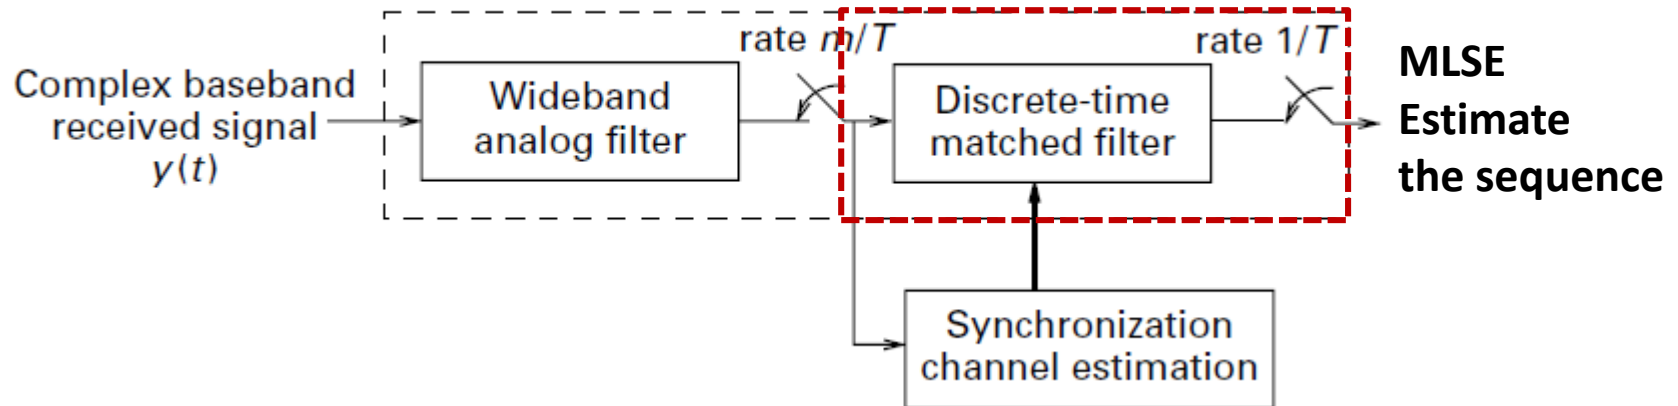 rate m/T
rate 1/T
Complex baseband
received signal
y(t)
Wideband
analog filter
Discrete-time
matched filter
MLSE
Estimate
the sequence
Synchronization
channel estimation